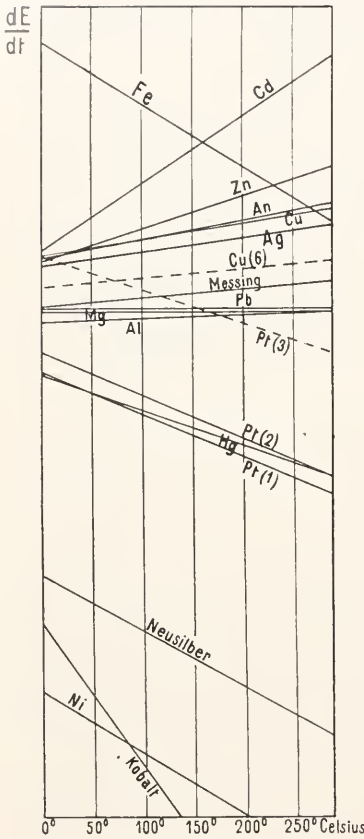 dE
dt
Fe
Cd
Zn
An
Cu
Ag
Cu(6)
Messing
Pb
Mg
Al
Pt(3)
Pt(2)
Hg
Pt(1)
Neusilber
Ni
Kobalt
0° 50° 100° 150° 200° 250° Celsius